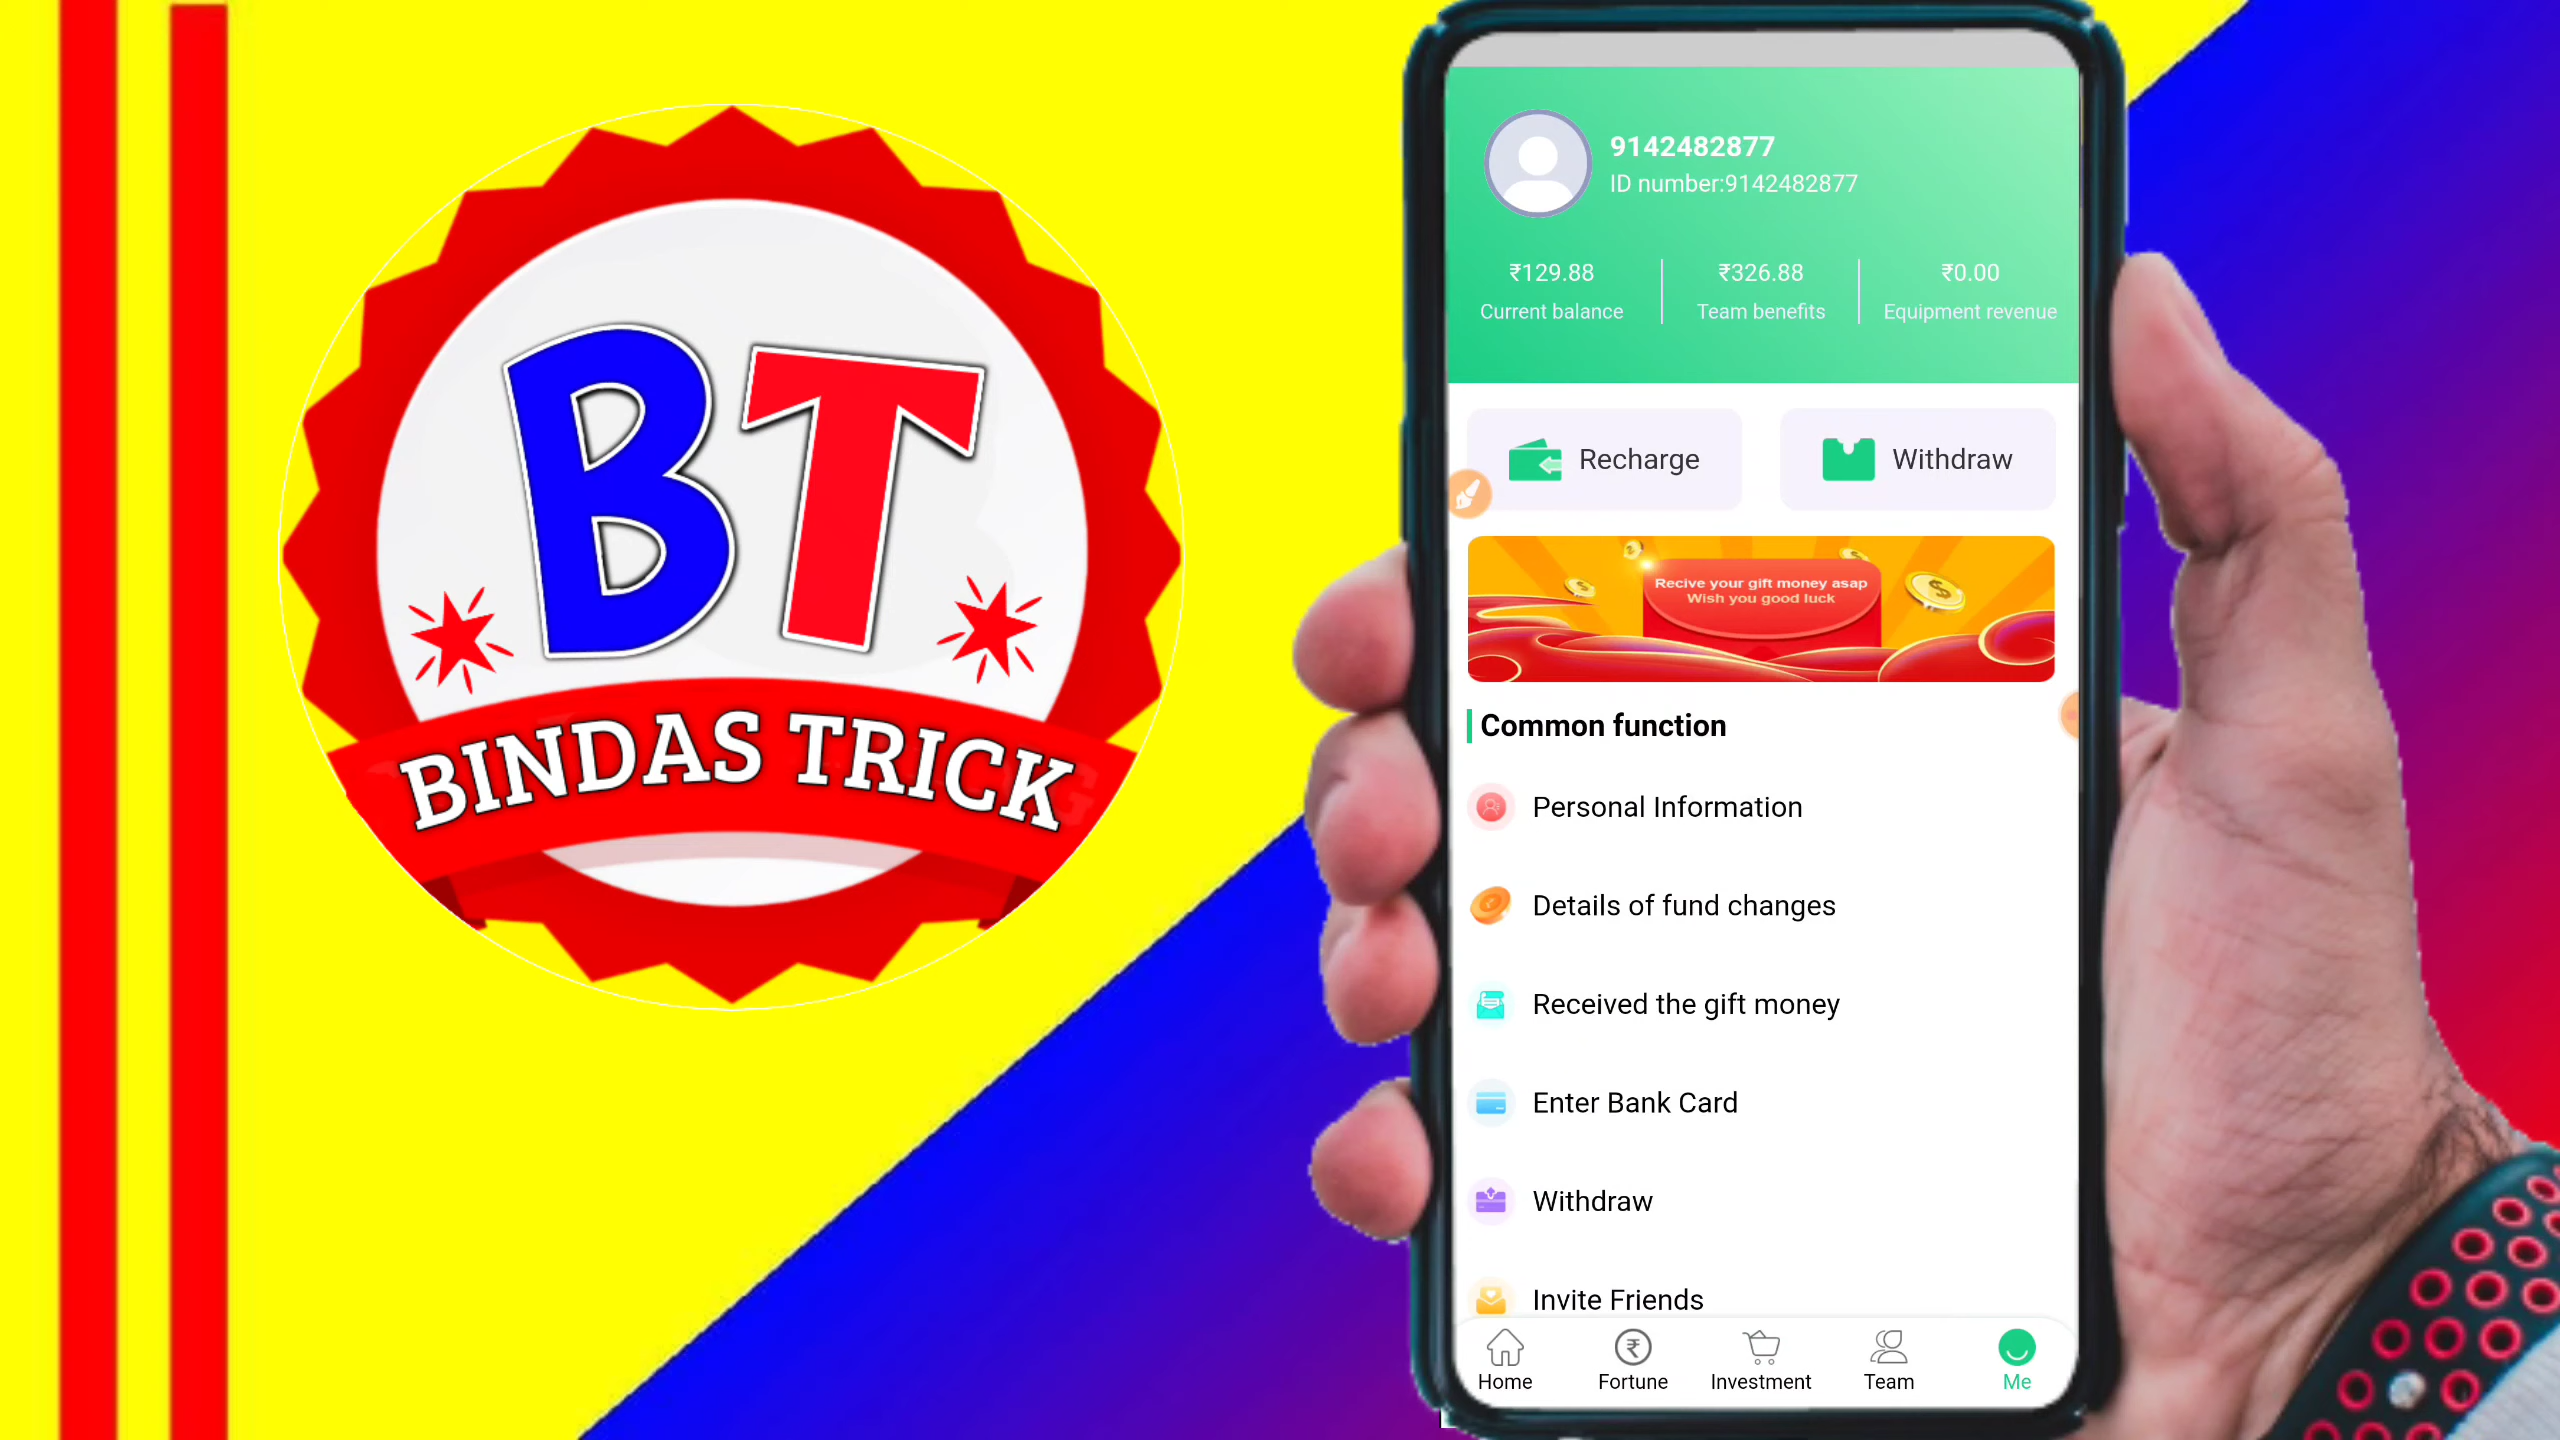 BT
BINDAS TRICK
9142482877
ID number:9142482877
₹129.88
₹326.88
₹0.00
Current balance
Team benefits
Equipment revenue
Recharge
Withdraw
Recive your gift money asap
Wish you good luck
Common function
Personal Information
Details of fund changes
Received the gift money
Enter Bank Card
Withdraw
Invite Friends
Home
Fortune
Investment
Team
Me